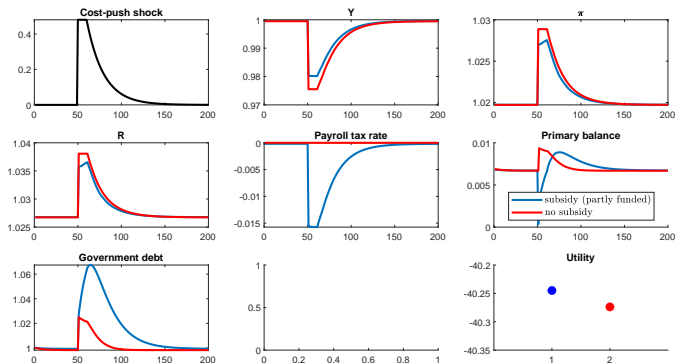 Cost-push shock
0.4
0.2
0
0 50 100 150 200
Y
1
0.99
0.98
0.97
0 50 100 150 200
π
1.03
1.02
0 50 100 150 200
R
1.04
1.035
1.03
1.025
0 50 100 150 200
Payroll tax rate
0
-0.005
-0.01
-0.015
0 50 100 150 200
Primary balance
0.01
0.005
0
subsidy (partly funded)
no subsidy
0 50 100 150 200
Government debt
1.06
1.04
1.02
1
0 50 100 150 200
1
0.5
0
0 0.2 0.4 0.6 0.8 1
Utility
-40.2
-40.25
-40.3
-40.35
1 2